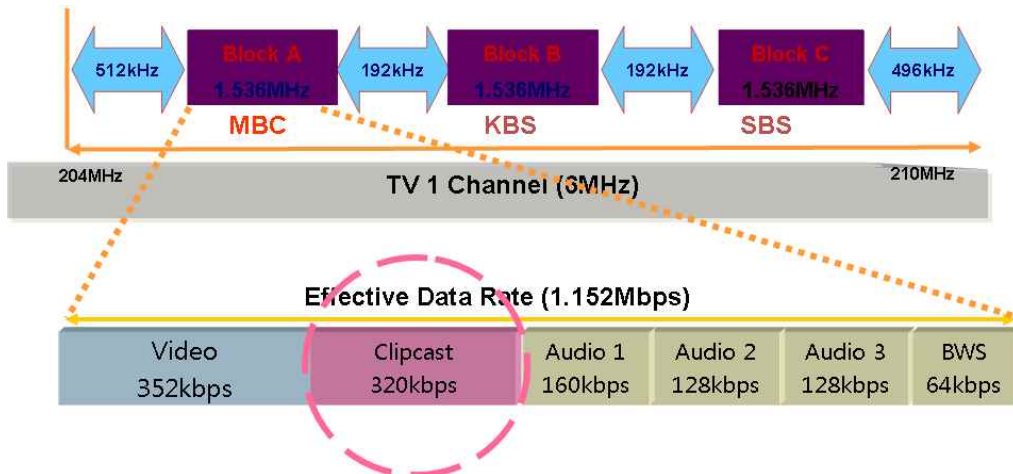 Block A
Block B
Block C
512kHz
1.536MHz
192kHz
1.536MHz
192kHz
1.536MHz
496kHz
MBC
KBS
SBS
204MHz
TV 1 Channel (6MHz)
210MHz
Effective Data Rate (1.152Mbps)
Video
352kbps
Clipcast
320kbps
Audio 1
160kbps
Audio 2
128kbps
Audio 3
128kbps
BWS
64kbps